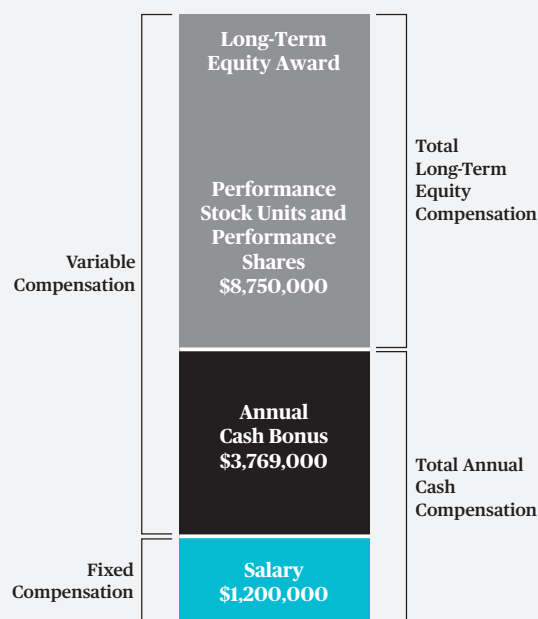 Long-Term
Equity Award
Total
Long-Term
Equity
Compensation
Performance
Stock Units and
Performance
Shares
$8,750,000
Variable
Compensation
Annual
Cash Bonus
$3,769,000
Total Annual
Cash
Compensation
Fixed
Compensation
Salary
$1,200,000